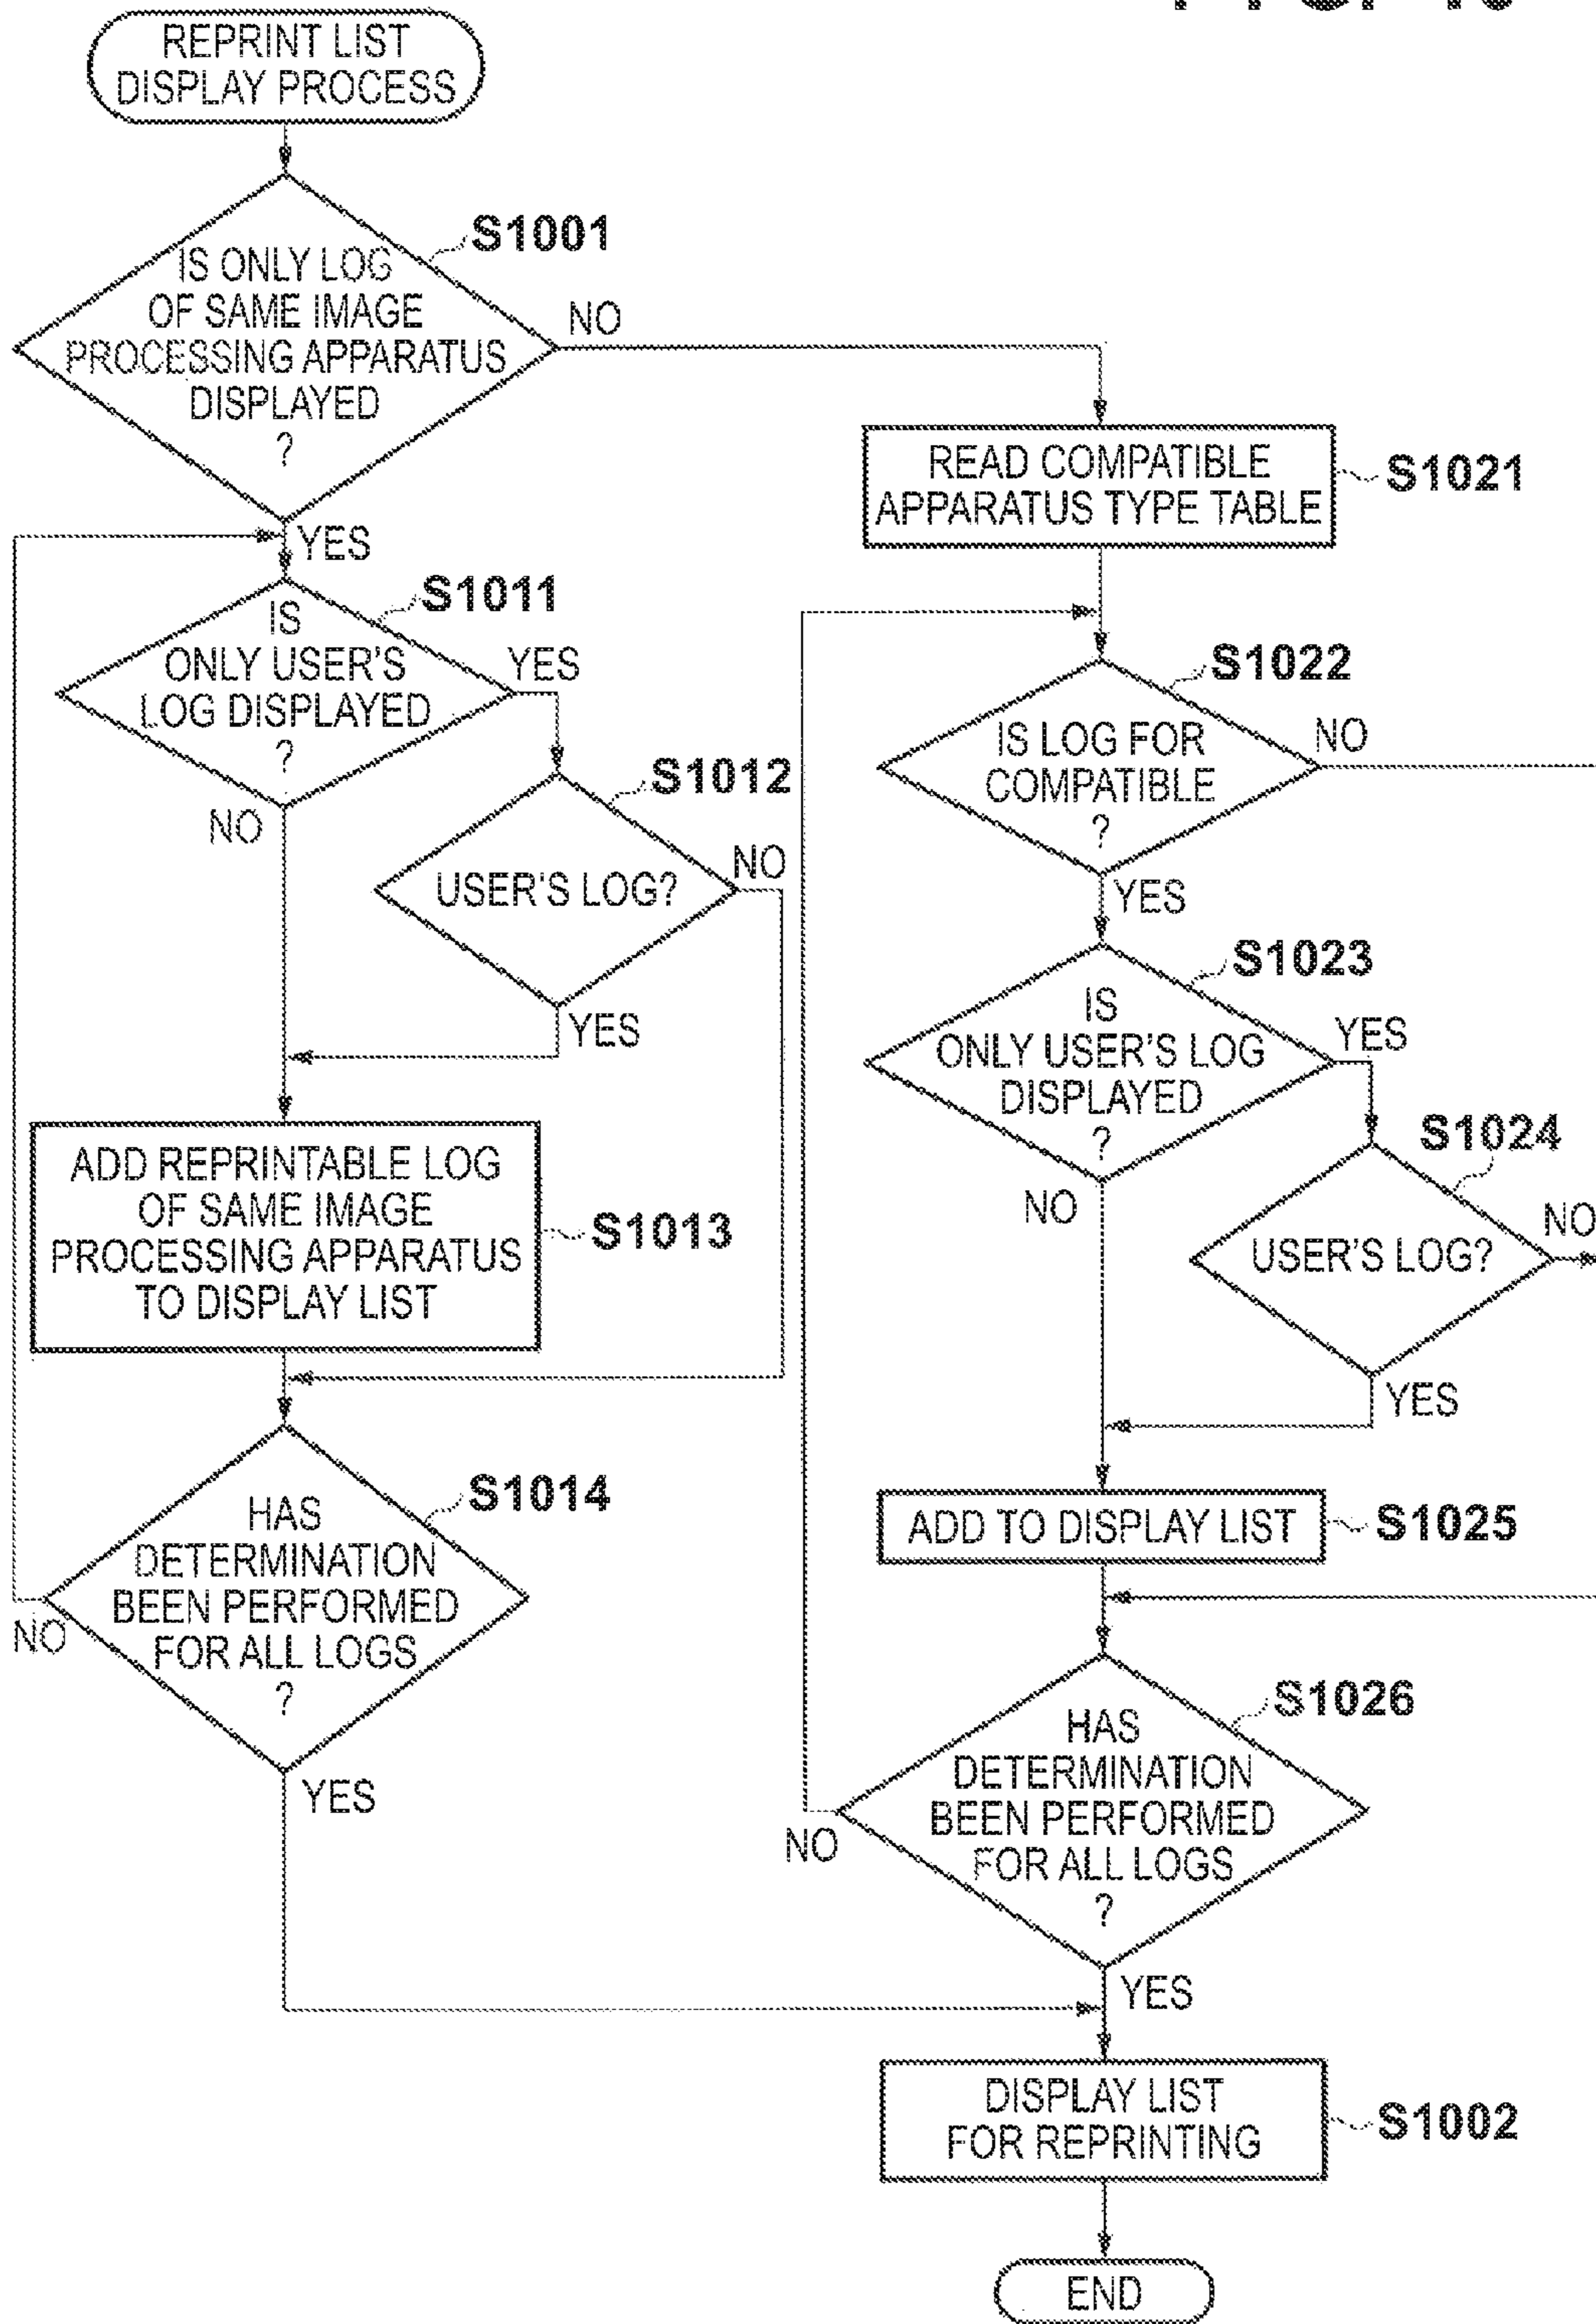 REPRINT LIST
DISPLAY PROCESS
S1001
IS ONLY LOG
OF SAME IMAGE
PROCESSING APPARATUS
DISPLAYED
?
NO
YES
S1011
IS
ONLY USER'S
LOG DISPLAYED
?
YES
NO
S1012
USER'S LOG?
NO
YES
ADD REPRINTABLE LOG
OF SAME IMAGE
PROCESSING APPARATUS
TO DISPLAY LIST
S1013
S1014
HAS
DETERMINATION
BEEN PERFORMED
FOR ALL LOGS
?
NO
YES
READ COMPATIBLE
APPARATUS TYPE TABLE
S1021
S1022
IS LOG FOR
COMPATIBLE
?
NO
YES
S1023
IS
ONLY USER'S LOG
DISPLAYED
?
YES
NO
S1024
USER'S LOG?
NO
YES
ADD TO DISPLAY LIST
S1025
S1026
HAS
DETERMINATION
BEEN PERFORMED
FOR ALL LOGS
?
NO
YES
DISPLAY LIST
FOR REPRINTING
S1002
END